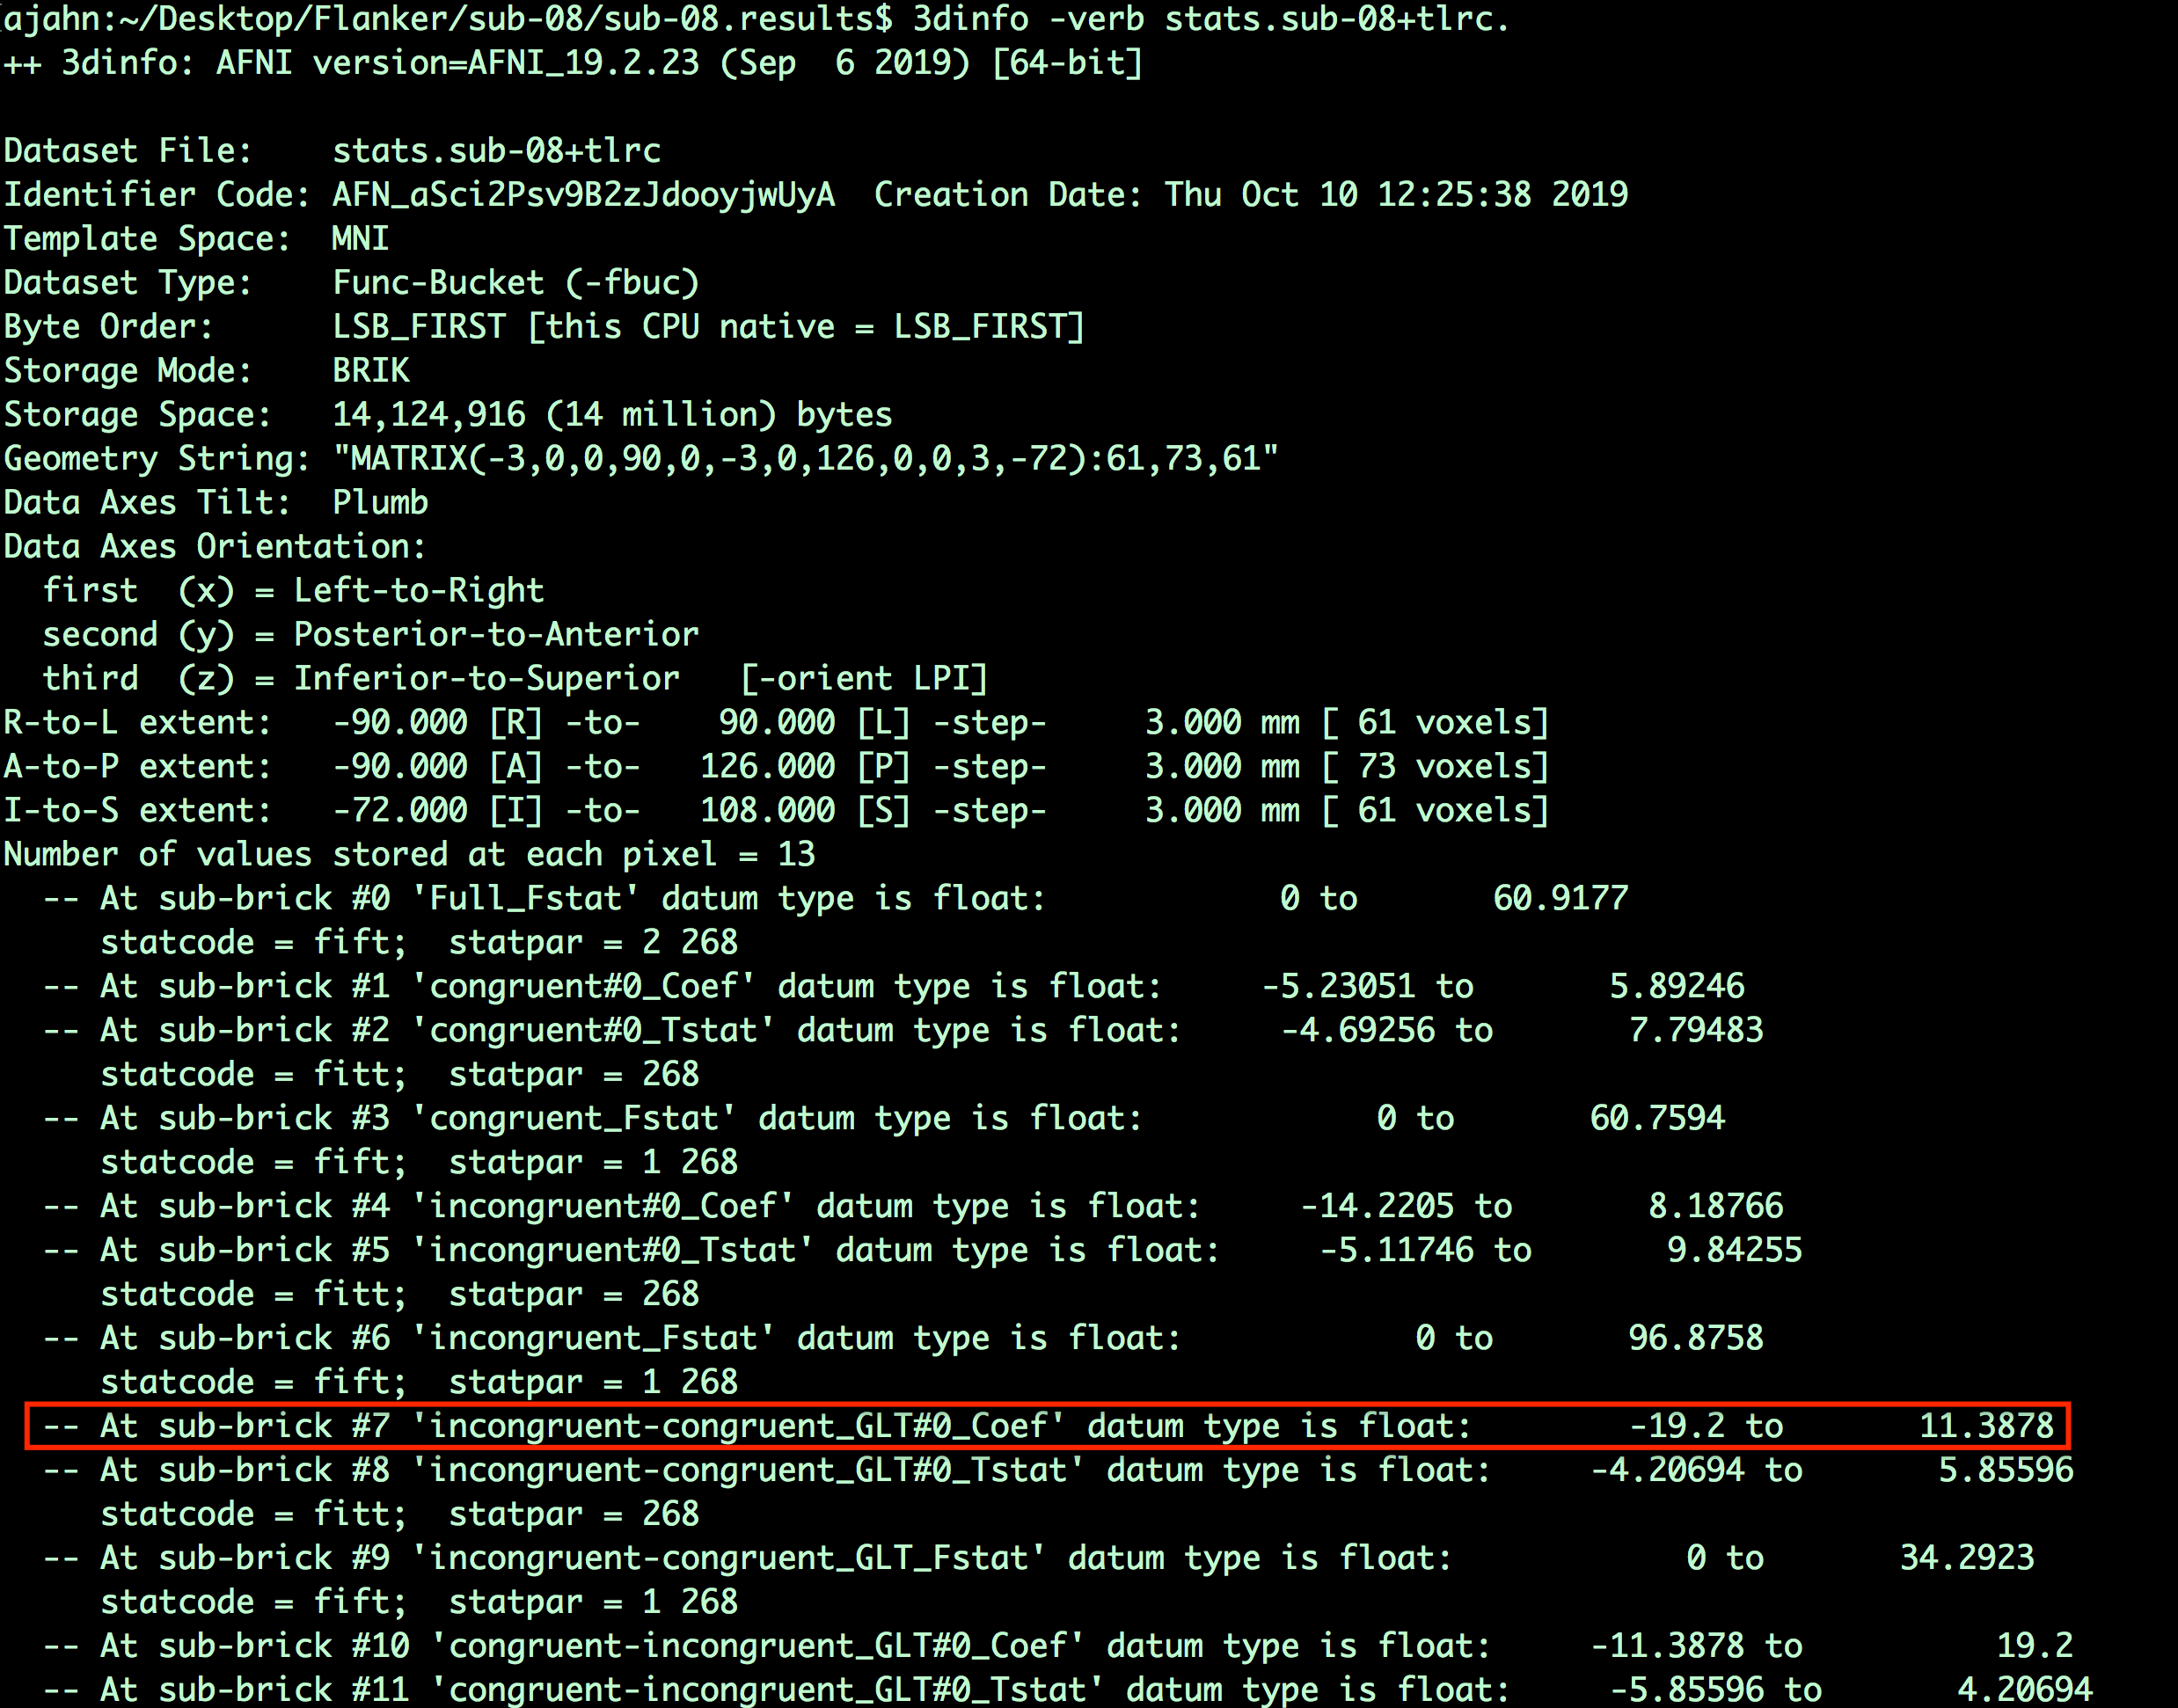 ajahn:~/Desktop/Flanker/sub-08/sub-08.results$ 3dinfo -verb stats.sub-08+tlrc.
++ 3dinfo: AFNI version=AFNI_19.2.23 (Sep  6 2019) [64-bit]
Dataset File:    stats.sub-08+tlrc
Identifier Code: AFN_aSci2Psv9B2zJdooyjwUyA  Creation Date: Thu Oct 10 12:25:38 2019
Template Space:  MNI
Dataset Type:    Func-Bucket (-fbuc)
Byte Order:      LSB_FIRST [this CPU native = LSB_FIRST]
Storage Mode:    BRIK
Storage Space:   14,124,916 (14 million) bytes
Geometry String: "MATRIX(-3,0,0,90,0,-3,0,126,0,0,3,-72):61,73,61"
Data Axes Tilt:  Plumb
Data Axes Orientation:
  first  (x) = Left-to-Right
  second (y) = Posterior-to-Anterior
  third  (z) = Inferior-to-Superior   [-orient LPI]
R-to-L extent:   -90.000 [R] -to-    90.000 [L] -step-     3.000 mm [ 61 voxels]
A-to-P extent:   -90.000 [A] -to-   126.000 [P] -step-     3.000 mm [ 73 voxels]
I-to-S extent:   -72.000 [I] -to-   108.000 [S] -step-     3.000 mm [ 61 voxels]
Number of values stored at each pixel = 13
  -- At sub-brick #0 'Full_Fstat' datum type is float:            0 to       60.9177
     statcode = fift;  statpar = 2 268
  -- At sub-brick #1 'congruent#0_Coef' datum type is float:     -5.23051 to       5.89246
  -- At sub-brick #2 'congruent#0_Tstat' datum type is float:     -4.69256 to       7.79483
     statcode = fitt;  statpar = 268
  -- At sub-brick #3 'congruent_Fstat' datum type is float:            0 to       60.7594
     statcode = fift;  statpar = 1 268
  -- At sub-brick #4 'incongruent#0_Coef' datum type is float:     -14.2205 to       8.18766
  -- At sub-brick #5 'incongruent#0_Tstat' datum type is float:     -5.11746 to       9.84255
     statcode = fitt;  statpar = 268
  -- At sub-brick #6 'incongruent_Fstat' datum type is float:            0 to       96.8758
     statcode = fift;  statpar = 1 268
  -- At sub-brick #7 'incongruent-congruent_GLT#0_Coef' datum type is float:        -19.2 to       11.3878
  -- At sub-brick #8 'incongruent-congruent_GLT#0_Tstat' datum type is float:     -4.20694 to       5.85596
     statcode = fitt;  statpar = 268
  -- At sub-brick #9 'incongruent-congruent_GLT_Fstat' datum type is float:            0 to       34.2923
     statcode = fift;  statpar = 1 268
  -- At sub-brick #10 'congruent-incongruent_GLT#0_Coef' datum type is float:     -11.3878 to          19.2
  -- At sub-brick #11 'congruent-incongruent_GLT#0_Tstat' datum type is float:     -5.85596 to       4.20694